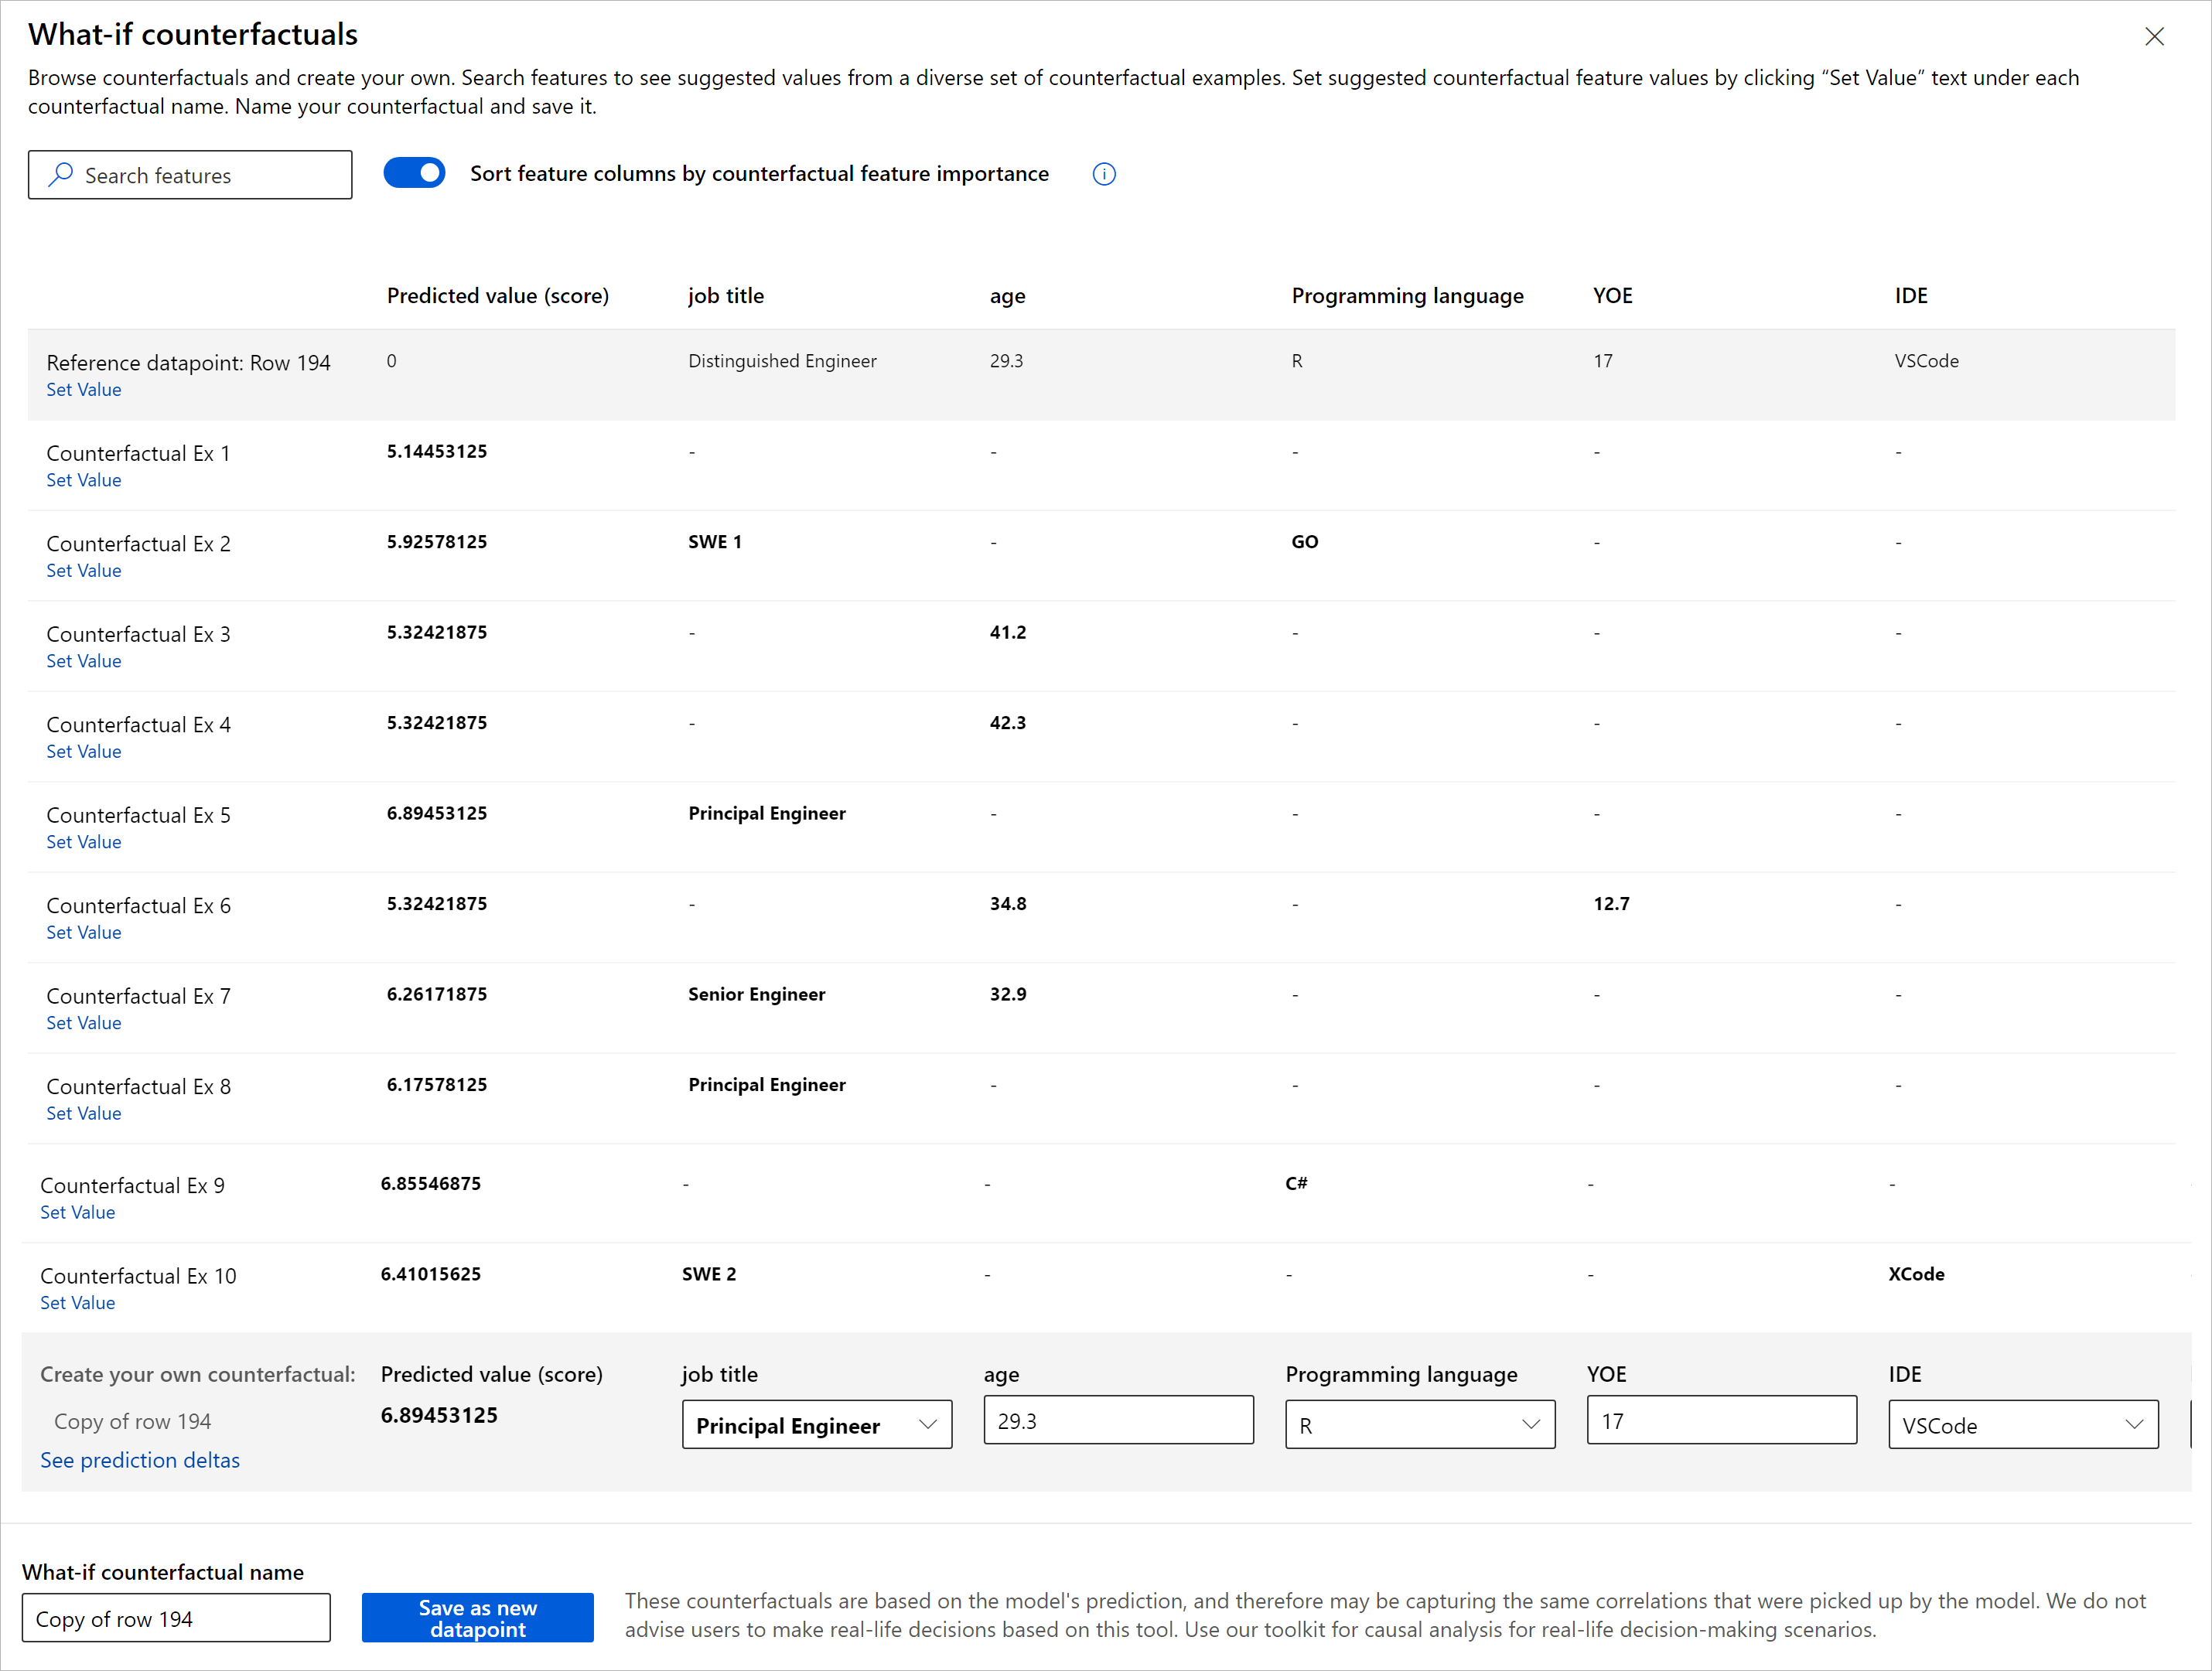 What-if counterfactuals
Browse counterfactuals and create your own. Search features to see suggested values from a diverse set of counterfactual examples. Set suggested counterfactual feature values by clicking “Set Value” text under each
counterfactual name. Name your counterfactual and save it.
Search features
Sort feature columns by counterfactual feature importance
Predicted value (score) job title age Programming language YOE IDE
Reference datapoint: Row 194 0 Distinguished Engineer 29.3 R 17 VSCode
Set Value
Counterfactual Ex 1 5.14453125 - - - - -
Set Value
Counterfactual Ex 2 5.92578125 SWE 1 - GO - -
Set Value
Counterfactual Ex 3 5.32421875 - 41.2 - - -
Set Value
Counterfactual Ex 4 5.32421875 - 42.3 - - -
Set Value
Counterfactual Ex 5 6.89453125 Principal Engineer - - - -
Set Value
Counterfactual Ex 6 5.32421875 - 34.8 - 12.7 -
Set Value
Counterfactual Ex 7 6.26171875 Senior Engineer 32.9 - - -
Set Value
Counterfactual Ex 8 6.17578125 Principal Engineer - - - -
Set Value
Counterfactual Ex 9 6.85546875 - - C# - -
Set Value
Counterfactual Ex 10 6.41015625 SWE 2 - - - XCode
Set Value
Create your own counterfactual: Predicted value (score) job title age Programming language YOE IDE
Copy of row 194 6.89453125 Principal Engineer 29.3 R 17 VSCode
See prediction deltas
What-if counterfactual name
Copy of row 194
Save as new
datapoint
These counterfactuals are based on the model's prediction, and therefore may be capturing the same correlations that were picked up by the model. We do not
advise users to make real-life decisions based on this tool. Use our toolkit for causal analysis for real-life decision-making scenarios.